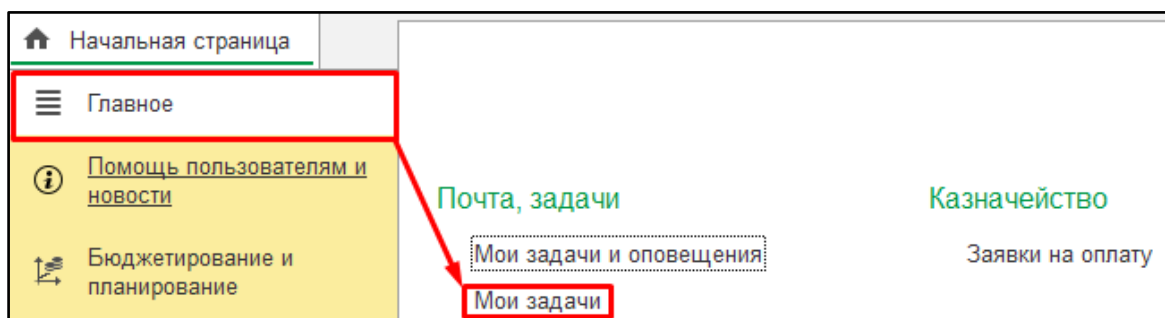 Начальная страница
Главное
Помощь пользователям и
новости
Бюджетирование и
планирование
Почта, задачи
Мои задачи и оповещения
Мои задачи
Казначейство
Заявки на оплату